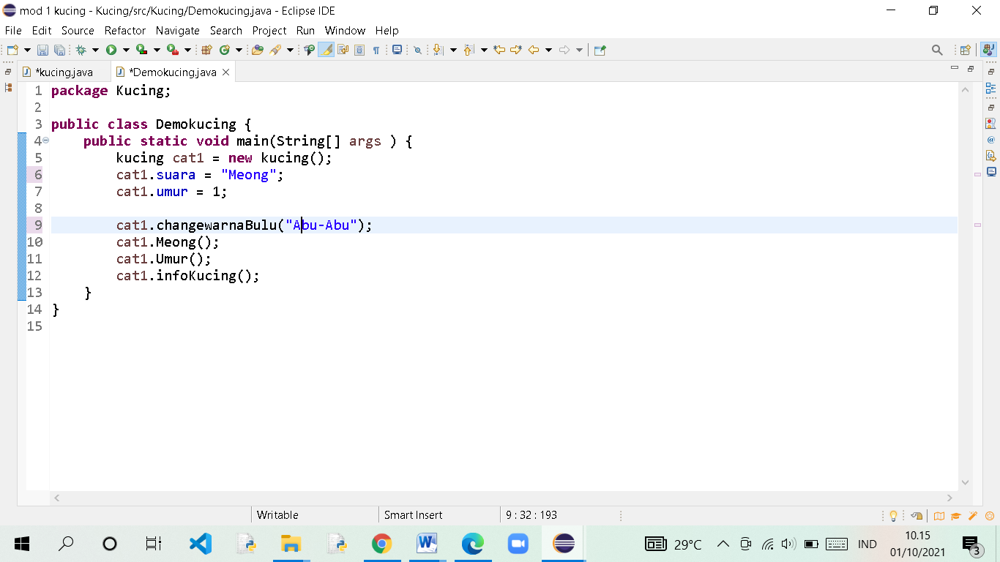 mod 1 kucing - Kucing/src/Kucing/Demokucing.java - Eclipse IDE
File Edit Source Refactor Navigate Search Project Run Window Help
*kucing.java *Demokucing.java
1 package Kucing;
2
3 public class Demokucing {
4 public static void main(String[] args ) {
5 kucing cat1 = new kucing();
6 cat1.suara = "Meong";
7 cat1.umur = 1;
8
9 cat1.changewarnaBulu("Abu-Abu");
10 cat1.Meong();
11 cat1.Umur();
12 cat1.infoKucing();
13 }
14 }
15
Writable Smart Insert 9 : 32 : 193
29°C IND 10.15
01/10/2021 3